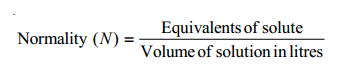 Normality (N) = Equivalents of solute
Volume of solution in litres